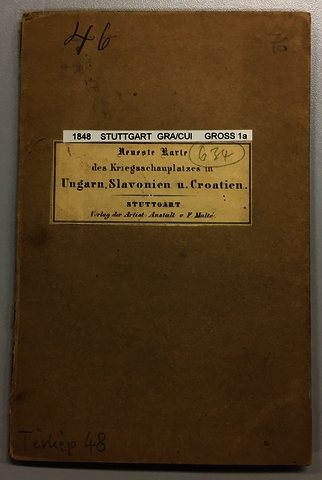 46
1848 STUTTGART GRA/CUI GROSS 1a
Neueste Karte
634
des Kriegsschauplatzes in
Ungarn, Slavonien u. Croatien.
STUTTGART
Verlag der Artist. Anstalt v. F. Malté.
Térkép 48